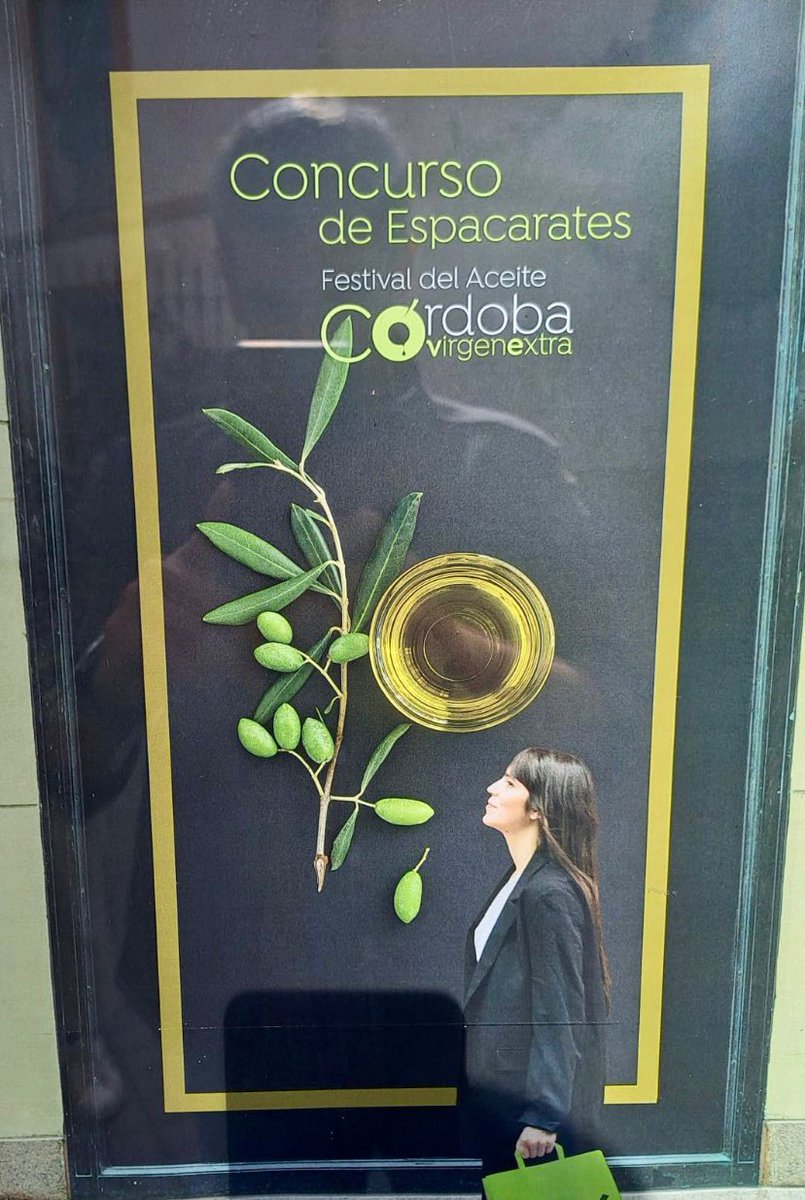 Concurso
de Espacarates
Festival del Aceite
Córdoba
virgenextra